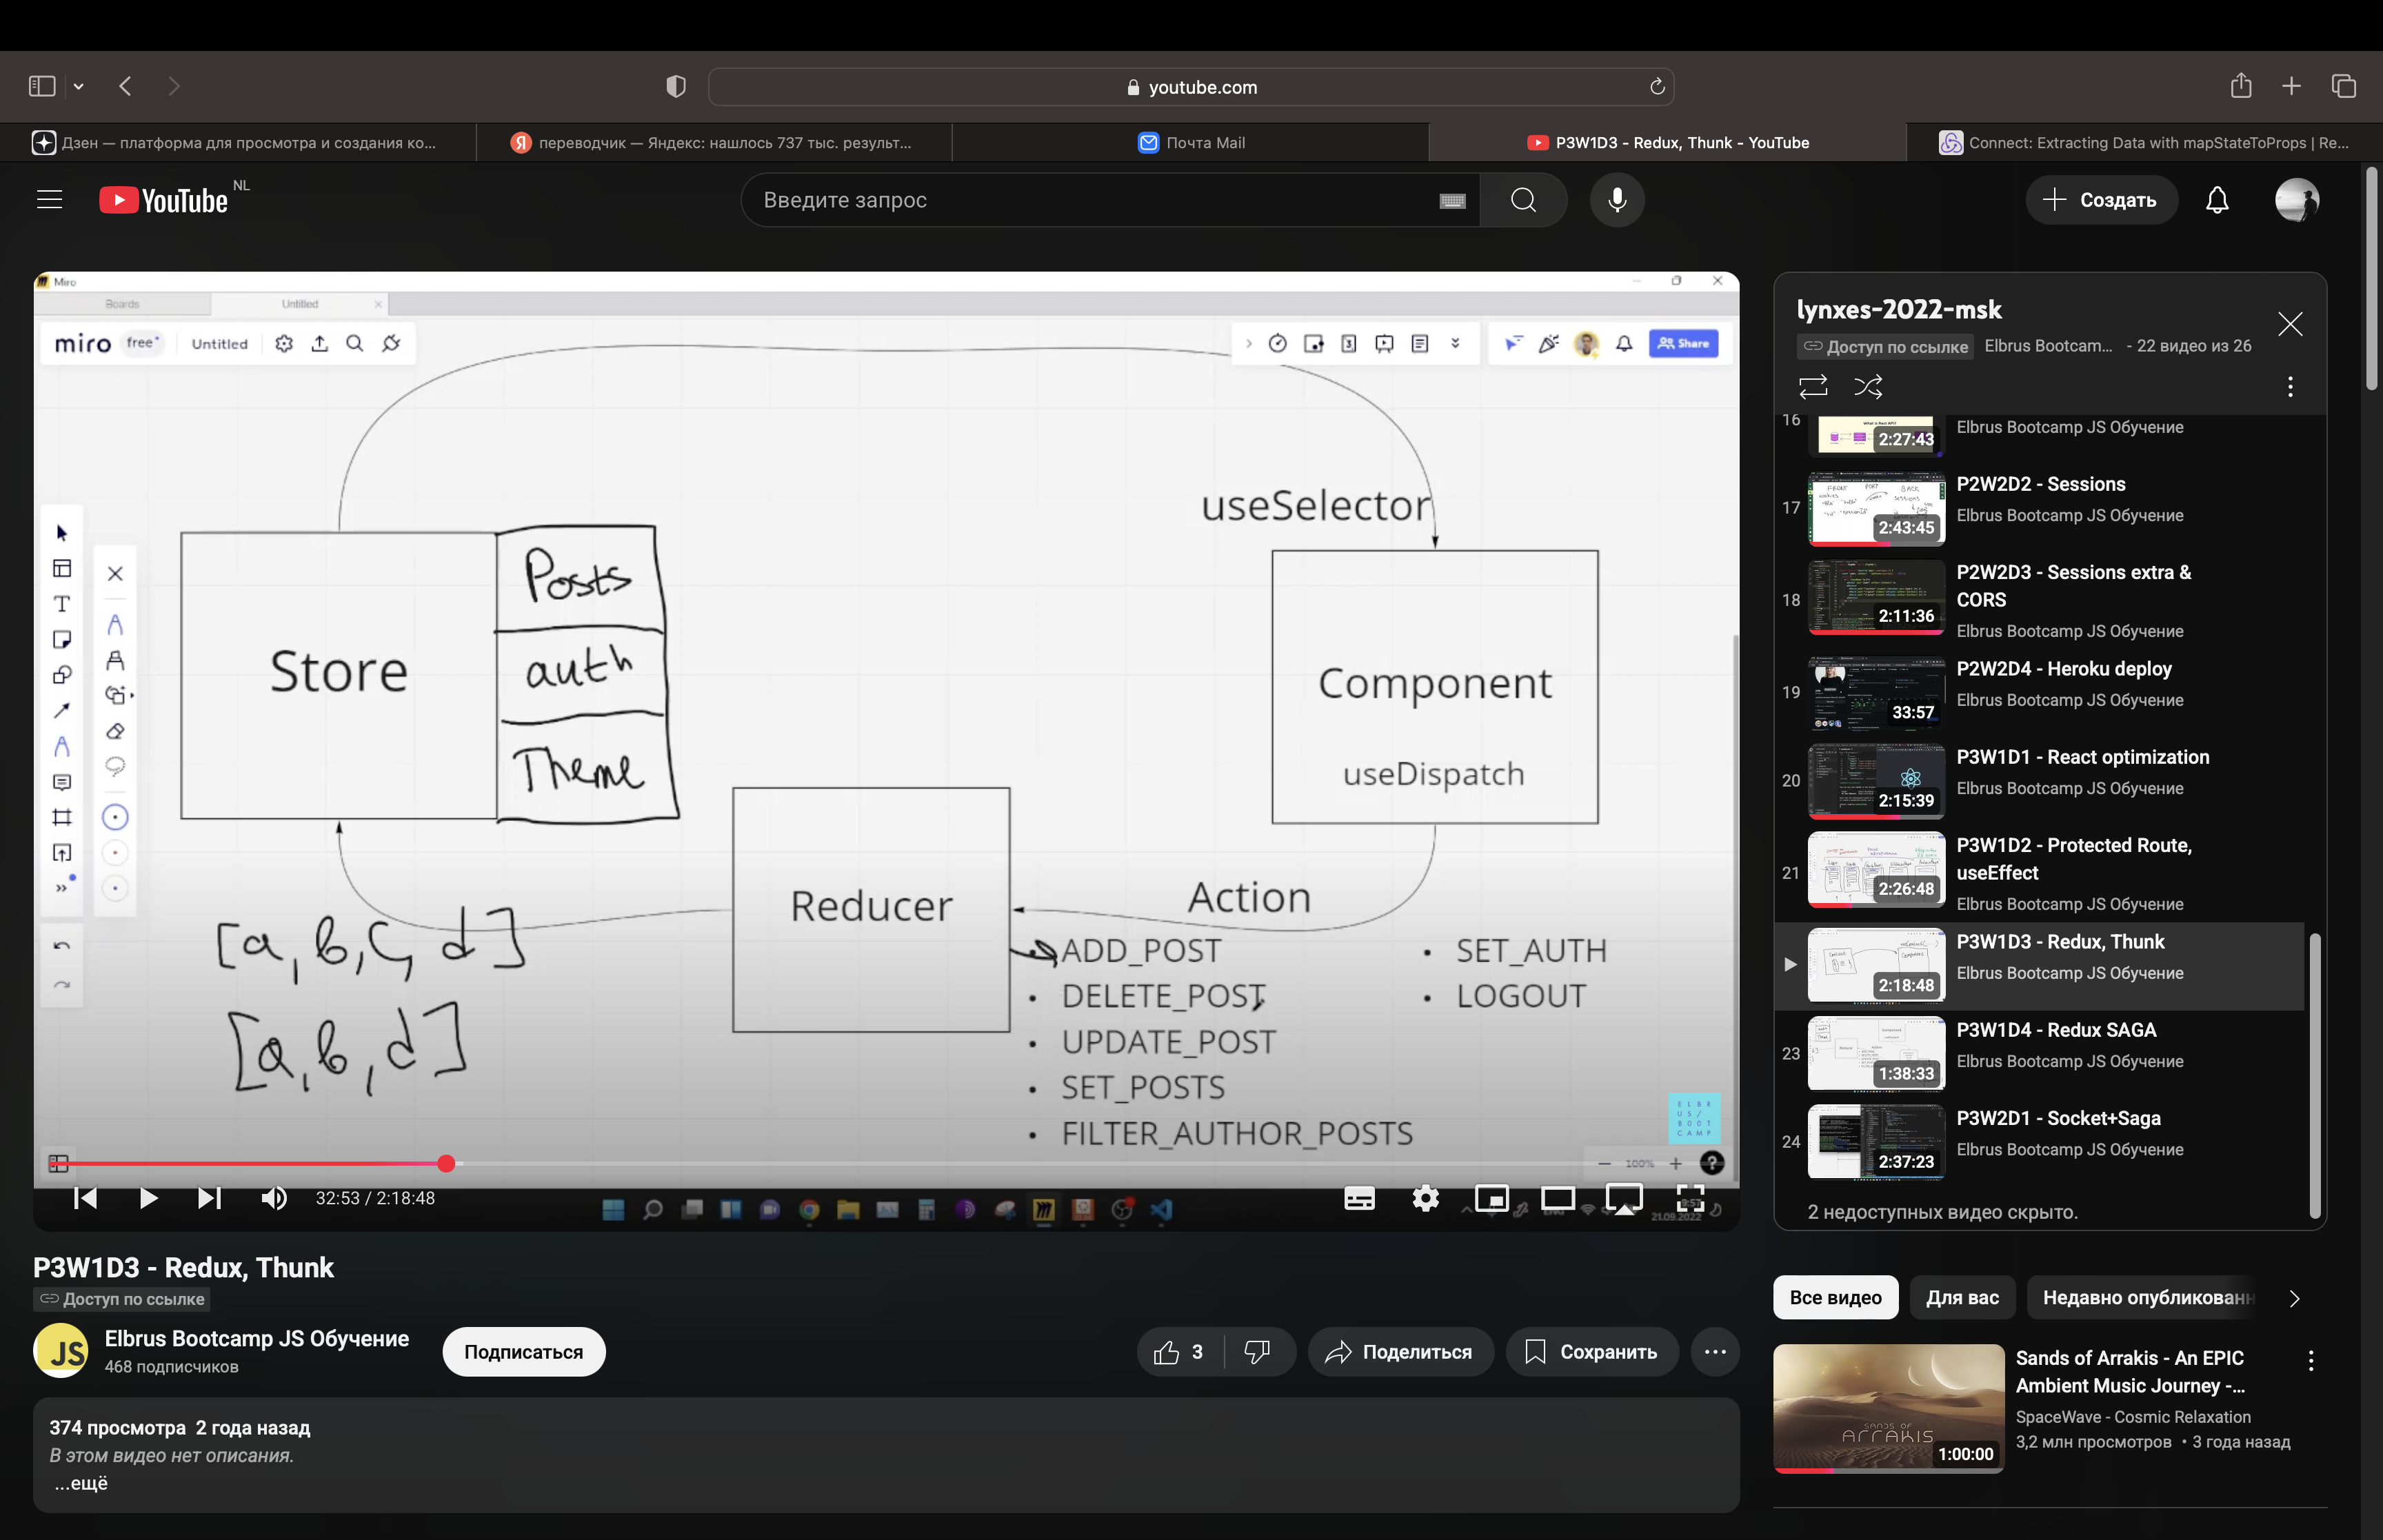 youtube.com
Дзен — платформа для просмотра и создания ко...
переводчик — Яндекс: нашлось 737 тыс. результ...
Почта Mail
P3W1D3 - Redux, Thunk - YouTube
Connect: Extracting Data with mapStateToProps | Re...
YouTube NL
Введите запрос
Создать
Miro
Boards
Untitled
miro free
Untitled
Share
useSelector
Store
Posts
auth
Theme
Component
useDispatch
Reducer
Action
[a, b, c, d]
[a, b, d]
• ADD_POST
• DELETE_POST
• UPDATE_POST
• SET_POSTS
• FILTER_AUTHOR_POSTS
• SET_AUTH
• LOGOUT
ELBR
US/
BOOT
CAMP
100%
32:53 / 2:18:48
21.09.2022
P3W1D3 - Redux, Thunk
Доступ по ссылке
JS
Elbrus Bootcamp JS Обучение
468 подписчиков
Подписаться
3
Поделиться
Сохранить
374 просмотра 2 года назад
В этом видео нет описания.
...ещё
lynxes-2022-msk
Доступ по ссылке
Elbrus Bootcam... - 22 видео из 26
16
2:27:43
Elbrus Bootcamp JS Обучение
17
2:43:45
P2W2D2 - Sessions
Elbrus Bootcamp JS Обучение
18
2:11:36
P2W2D3 - Sessions extra &
CORS
Elbrus Bootcamp JS Обучение
19
33:57
P2W2D4 - Heroku deploy
Elbrus Bootcamp JS Обучение
20
2:15:39
P3W1D1 - React optimization
Elbrus Bootcamp JS Обучение
21
2:26:48
P3W1D2 - Protected Route,
useEffect
Elbrus Bootcamp JS Обучение
2:18:48
P3W1D3 - Redux, Thunk
Elbrus Bootcamp JS Обучение
23
1:38:33
P3W1D4 - Redux SAGA
Elbrus Bootcamp JS Обучение
24
2:37:23
P3W2D1 - Socket+Saga
Elbrus Bootcamp JS Обучение
2 недоступных видео скрыто.
Все видео
Для вас
Недавно опубликованн
SANDS OF
ARRAKIS
1:00:00
Sands of Arrakis - An EPIC
Ambient Music Journey -...
SpaceWave - Cosmic Relaxation
3,2 млн просмотров • 3 года назад